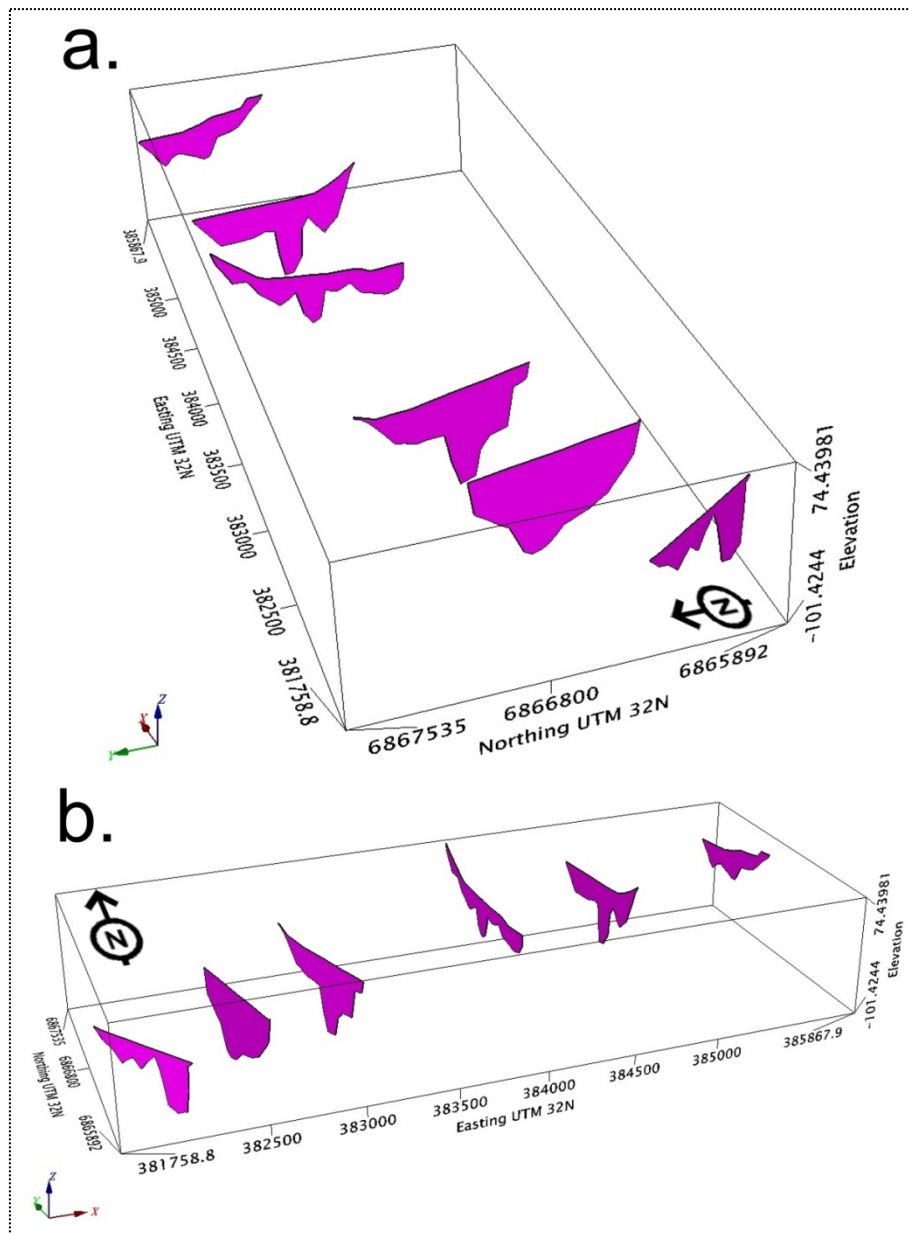 a.
385867.9
385000
384500
384000
383500
383000
382500
381758.8
Easting UTM 32N
74.43981
-101.4244
Elevation
N
6867535
6866800
6865892
Northing UTM 32N
Z
X
Y
b.
N
74.43981
-101.4244
Elevation
6867535
6866800
6865892
Northing UTM 32N
381758.8
382500
383000
383500
384000
384500
385000
385867.9
Easting UTM 32N
Z
Y
X